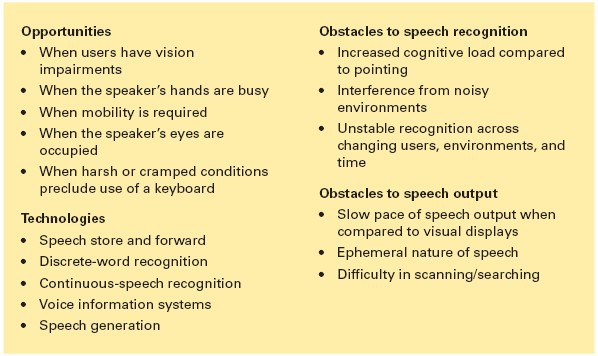 Opportunities
• When users have vision
impairments
• When the speaker's hands are busy
• When mobility is required
• When the speaker's eyes are
occupied
• When harsh or cramped conditions
preclude use of a keyboard
Technologies
• Speech store and forward
• Discrete-word recognition
• Continuous-speech recognition
• Voice information systems
• Speech generation
Obstacles to speech recognition
• Increased cognitive load compared
to pointing
• Interference from noisy
environments
• Unstable recognition across
changing users, environments, and
time
Obstacles to speech output
• Slow pace of speech output when
compared to visual displays
• Ephemeral nature of speech
• Difficulty in scanning/searching